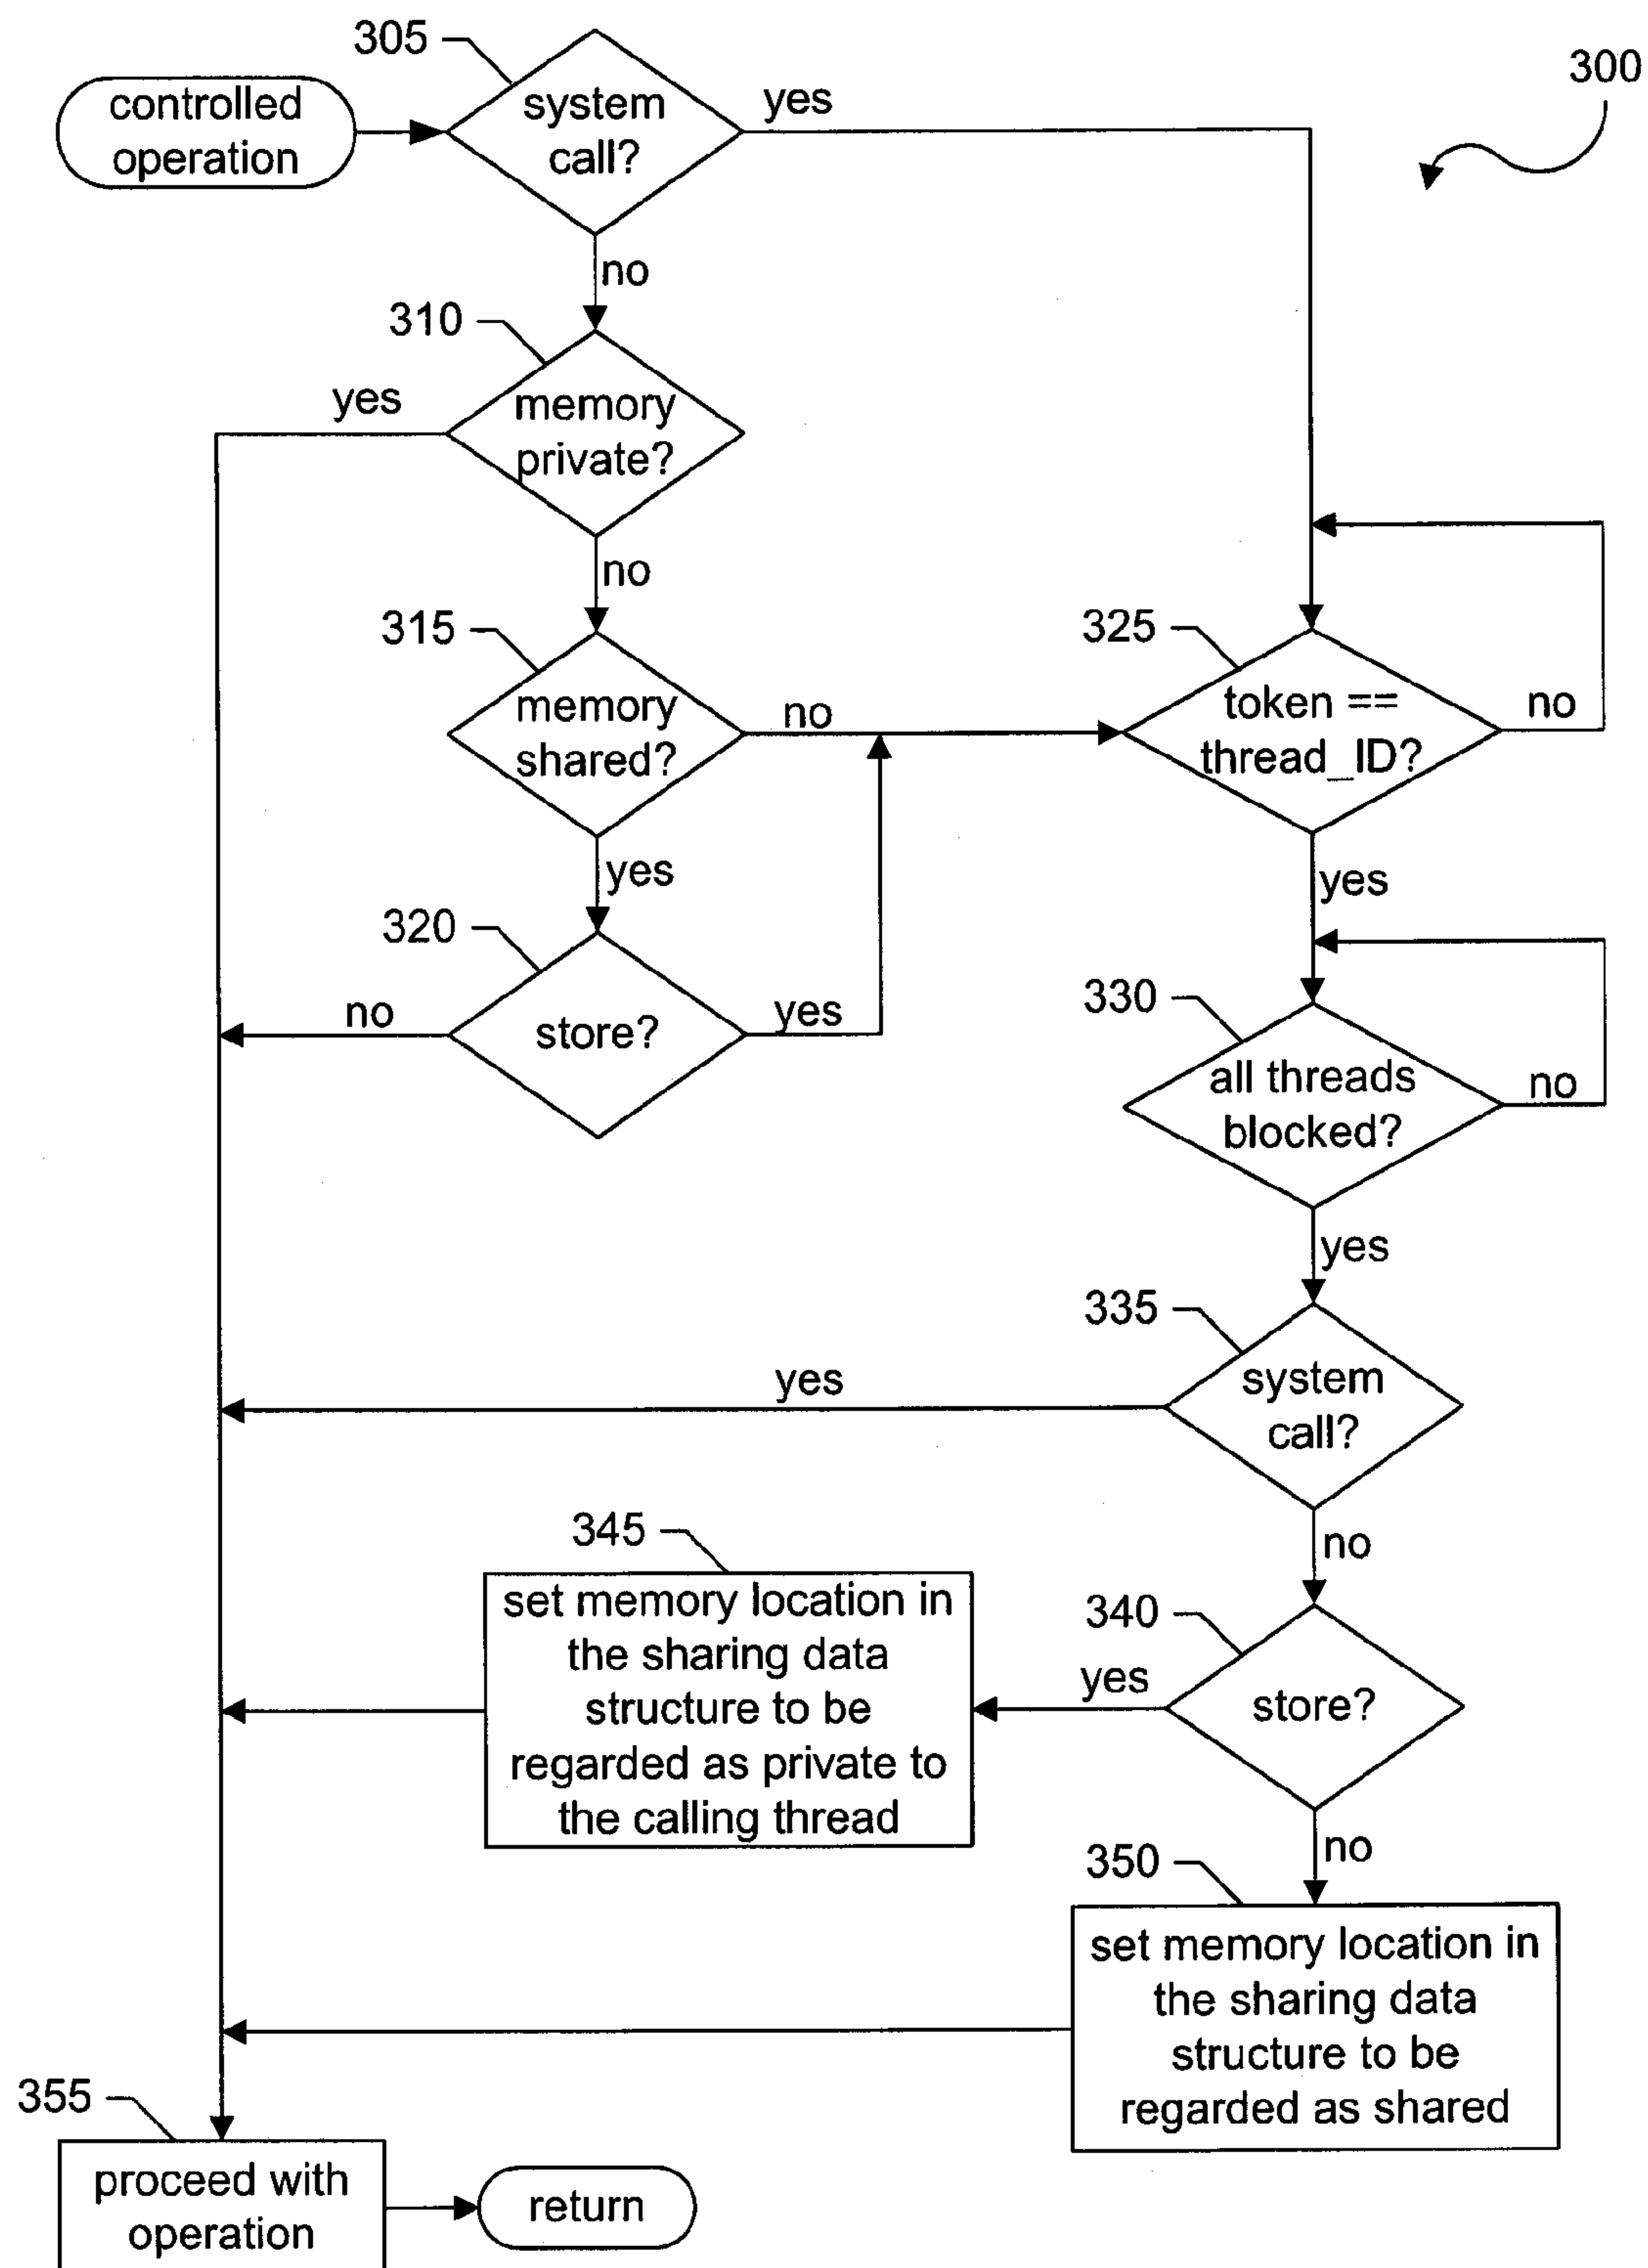 305
300
controlled
operation
system
call?
yes
no
310
yes
memory
private?
no
315
memory
shared?
no
325
token ==
thread_ID?
no
yes
yes
320
no
store?
yes
330
all threads
blocked?
no
yes
335
yes
system
call?
no
345
set memory location in
the sharing data
structure to be
regarded as private to
the calling thread
340
yes
store?
no
350
set memory location in
the sharing data
structure to be
regarded as shared
355
proceed with
operation
return